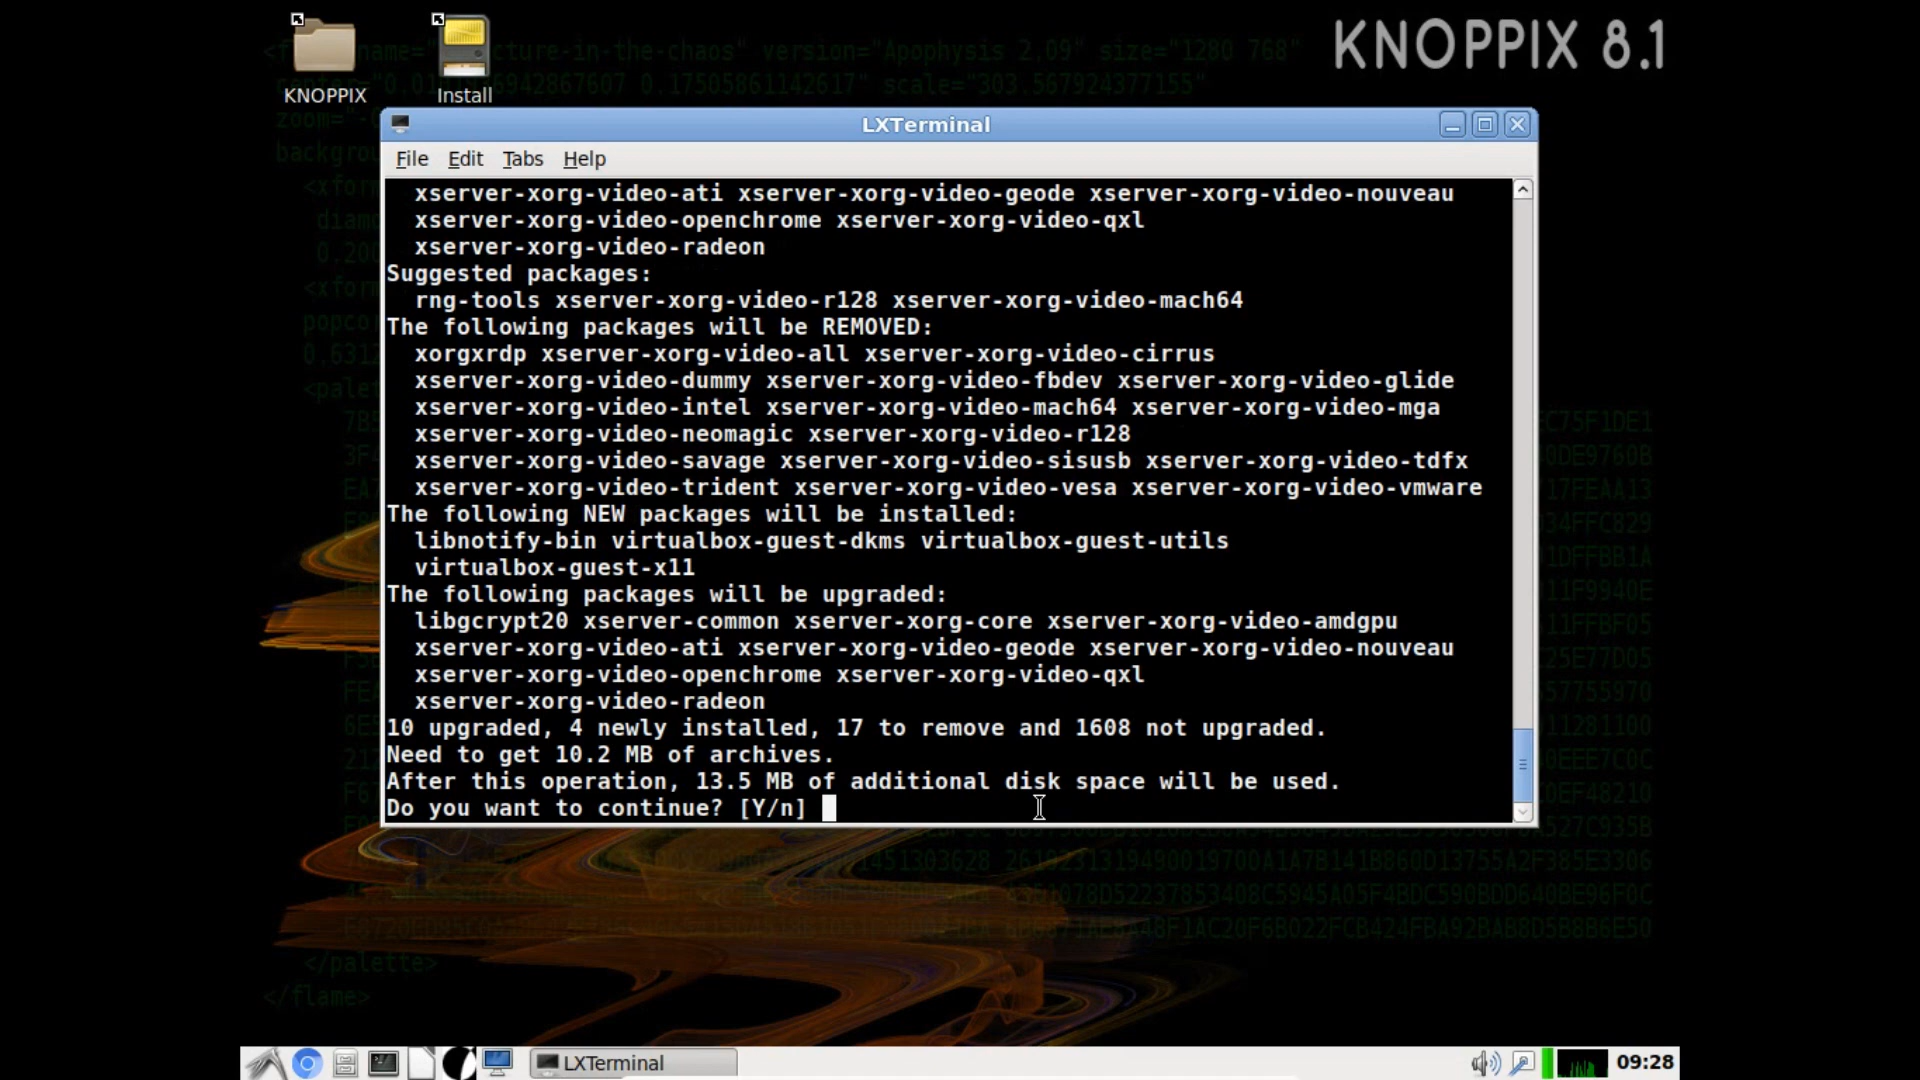 KNOPPIX 8.1
KNOPPIX
Install
LXTerminal
File Edit Tabs Help
xserver-xorg-video-ati xserver-xorg-video-geode xserver-xorg-video-nouveau
xserver-xorg-video-openchrome xserver-xorg-video-qxl
xserver-xorg-video-radeon
Suggested packages:
rng-tools xserver-xorg-video-r128 xserver-xorg-video-mach64
The following packages will be REMOVED:
xorgxrdp xserver-xorg-video-all xserver-xorg-video-cirrus
xserver-xorg-video-dummy xserver-xorg-video-fbdev xserver-xorg-video-glide
xserver-xorg-video-intel xserver-xorg-video-mach64 xserver-xorg-video-mga
xserver-xorg-video-neomagic xserver-xorg-video-r128
xserver-xorg-video-savage xserver-xorg-video-sisusb xserver-xorg-video-tdfx
xserver-xorg-video-trident xserver-xorg-video-vesa xserver-xorg-video-vmware
The following NEW packages will be installed:
libnotify-bin virtualbox-guest-dkms virtualbox-guest-utils
virtualbox-guest-x11
The following packages will be upgraded:
libgcrypt20 xserver-common xserver-xorg-core xserver-xorg-video-amdgpu
xserver-xorg-video-ati xserver-xorg-video-geode xserver-xorg-video-nouveau
xserver-xorg-video-openchrome xserver-xorg-video-qxl
xserver-xorg-video-radeon
10 upgraded, 4 newly installed, 17 to remove and 1608 not upgraded.
Need to get 10.2 MB of archives.
After this operation, 13.5 MB of additional disk space will be used.
Do you want to continue? [Y/n]
</palette>
</flame>
LXTerminal
09:28